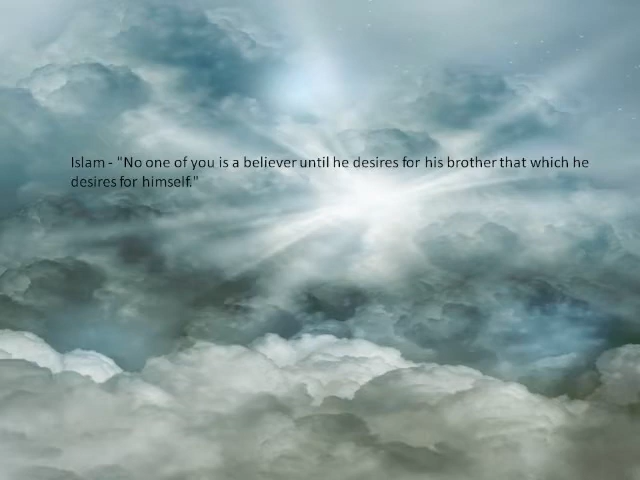 Islam - "No one of you is a believer until he desires for his brother that which he
desires for himself."